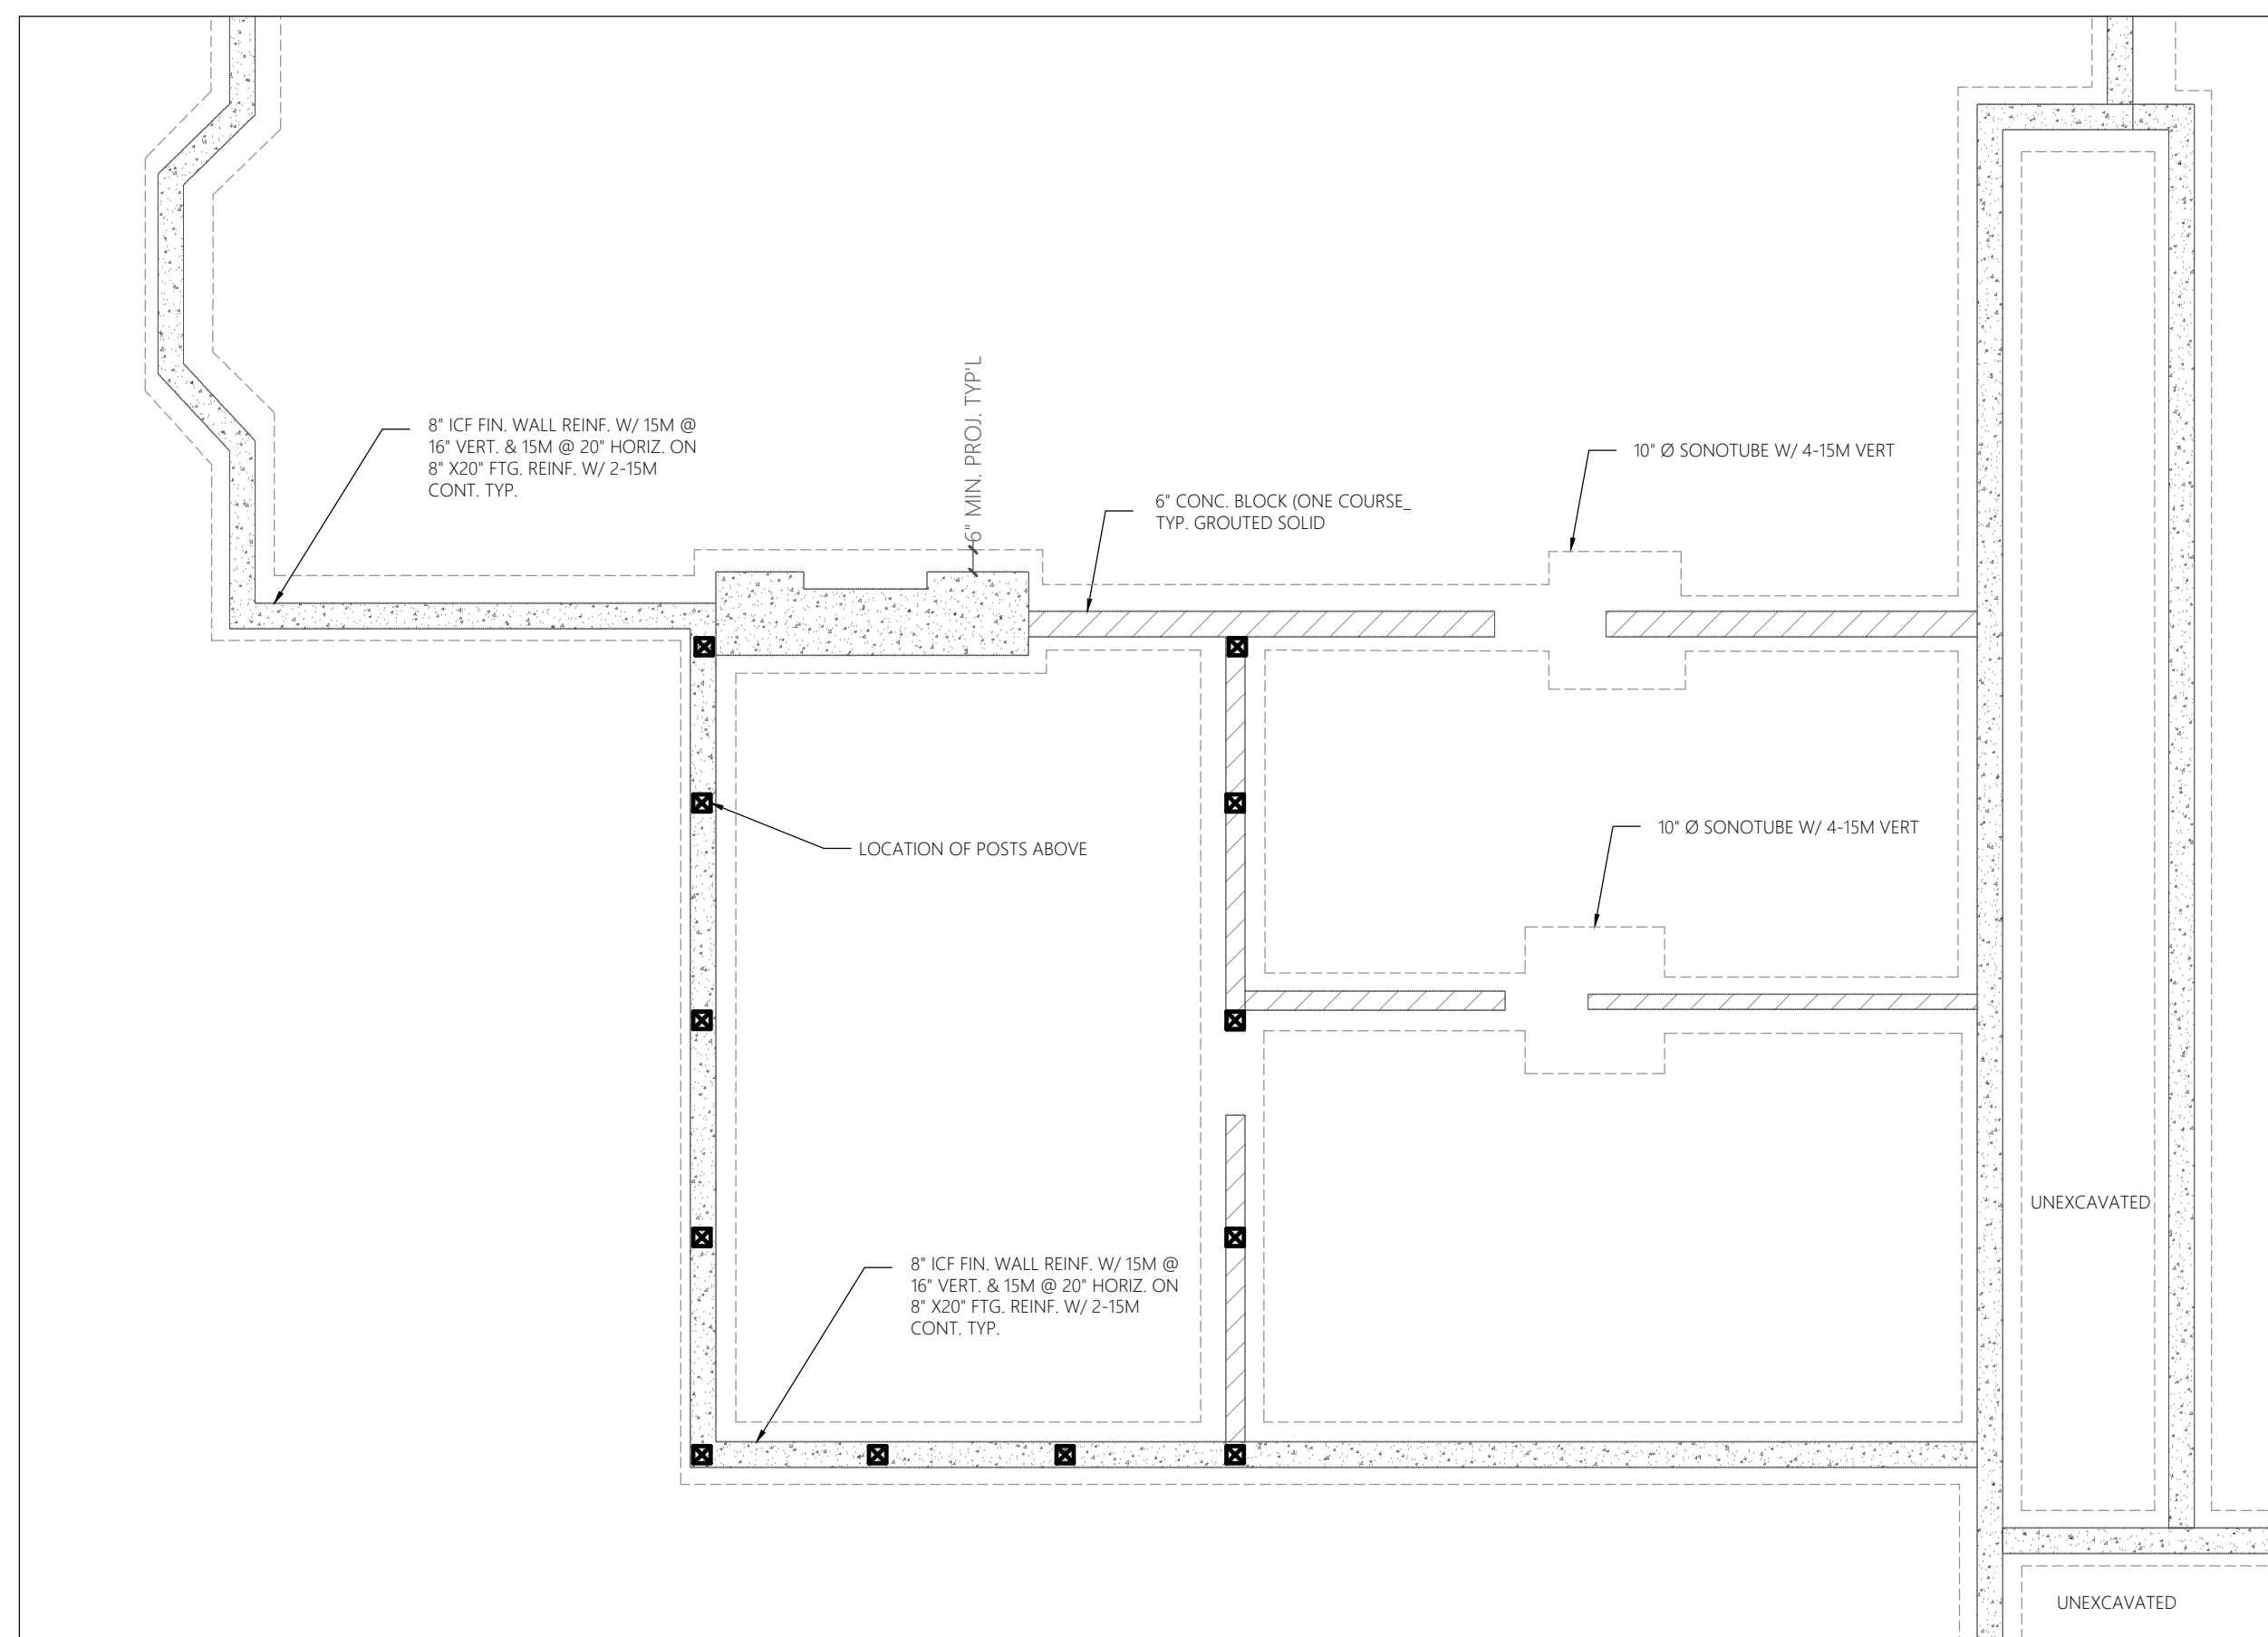 6" MIN. PROJ. TYP'L
8" ICF FIN. WALL REINF. W/ 15M @
16" VERT. & 15M @ 20" HORIZ. ON
8" X20" FTG. REINF. W/ 2-15M
CONT. TYP.
10" Ø SONOTUBE W/ 4-15M VERT
6" CONC. BLOCK (ONE COURSE_
TYP. GROUTED SOLID
10" Ø SONOTUBE W/ 4-15M VERT
LOCATION OF POSTS ABOVE
UNEXCAVATED
8" ICF FIN. WALL REINF. W/ 15M @
16" VERT. & 15M @ 20" HORIZ. ON
8" X20" FTG. REINF. W/ 2-15M
CONT. TYP.
UNEXCAVATED